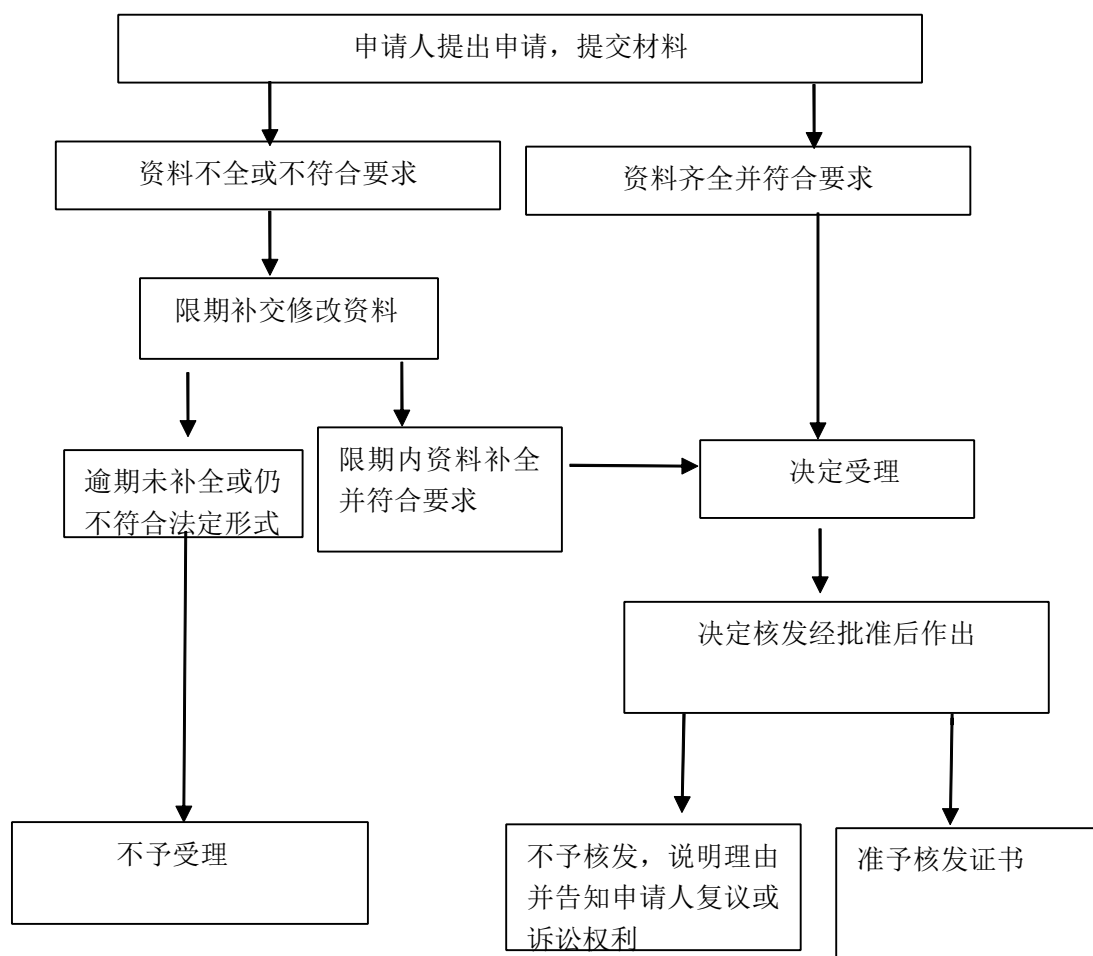 申请人提出申请，提交材料
资料不全或不符合要求
资料齐全并符合要求
限期补交修改资料
逾期未补全或仍
不符合法定形式
限期内资料补全
并符合要求
决定受理
决定核发经批准后作出
不予受理
不予核发，说明理由
并告知申请人复议或
诉讼权利
准予核发证书